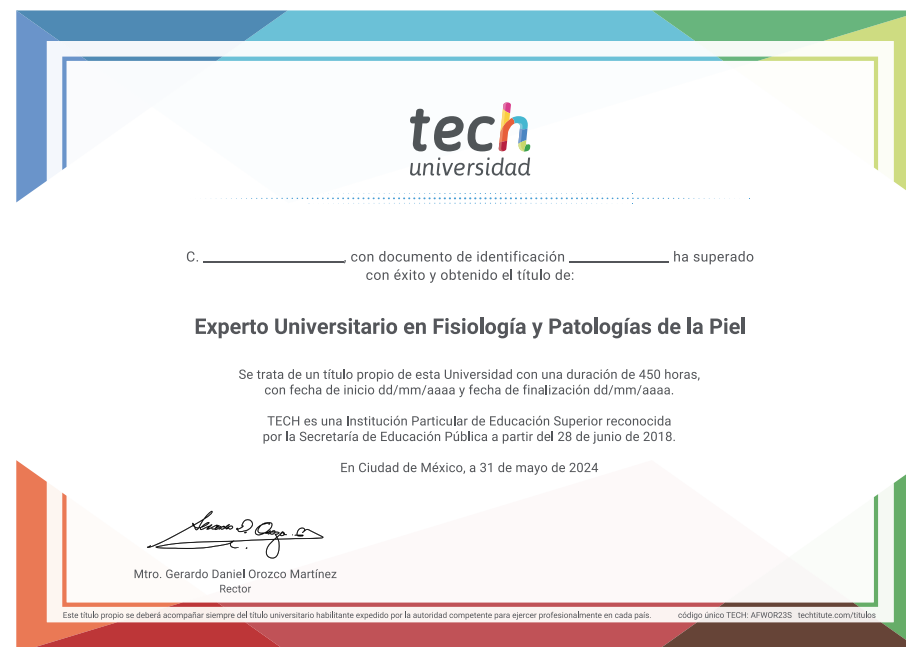 tech
universidad
C. ____________, con documento de identificación ____________ ha superado
con éxito y obtenido el título de:
Experto Universitario en Fisiología y Patologías de la Piel
Se trata de un título propio de esta Universidad con una duración de 450 horas,
con fecha de inicio dd/mm/aaaa y fecha de finalización dd/mm/aaaa.
TECH es una Institución Particular de Educación Superior reconocida
por la Secretaría de Educación Pública a partir del 28 de junio de 2018.
En Ciudad de México, a 31 de mayo de 2024
Mtro. Gerardo Daniel Orozco Martínez
Rector
Este título propio se deberá acompañar siempre del título universitario habilitante expedido por la autoridad competente para ejercer profesionalmente en cada país. código único TECH: AFWOR23S techtitute.com/titulos